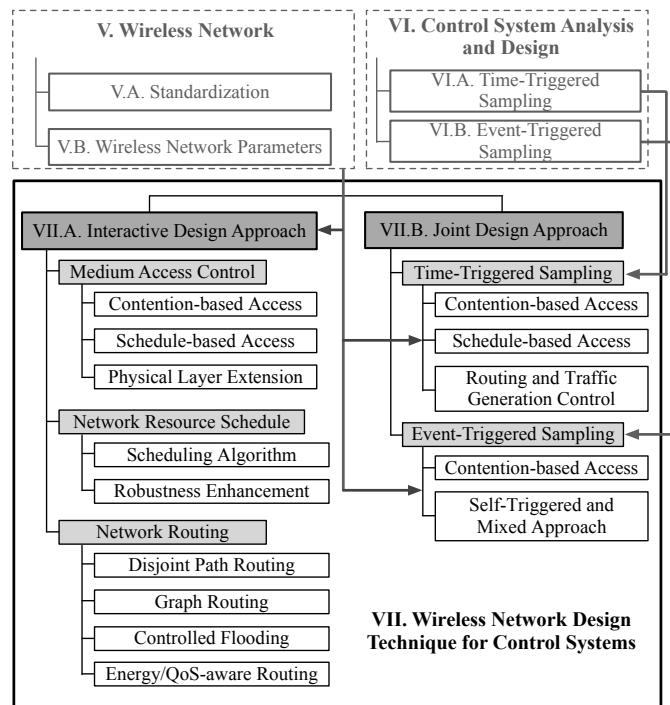 V. Wireless Network
V.A. Standardization
V.B. Wireless Network Parameters
VI. Control System Analysis
and Design
VI.A. Time-Triggered
Sampling
VI.B. Event-Triggered
Sampling
VII.A. Interactive Design Approach
Medium Access Control
Contention-based Access
Schedule-based Access
Physical Layer Extension
Network Resource Schedule
Scheduling Algorithm
Robustness Enhancement
Network Routing
Disjoint Path Routing
Graph Routing
Controlled Flooding
Energy/QoS-aware Routing
VII.B. Joint Design Approach
Time-Triggered Sampling
Contention-based Access
Schedule-based Access
Routing and Traffic
Generation Control
Event-Triggered Sampling
Contention-based Access
Self-Triggered and
Mixed Approach
VII. Wireless Network Design
Technique for Control Systems